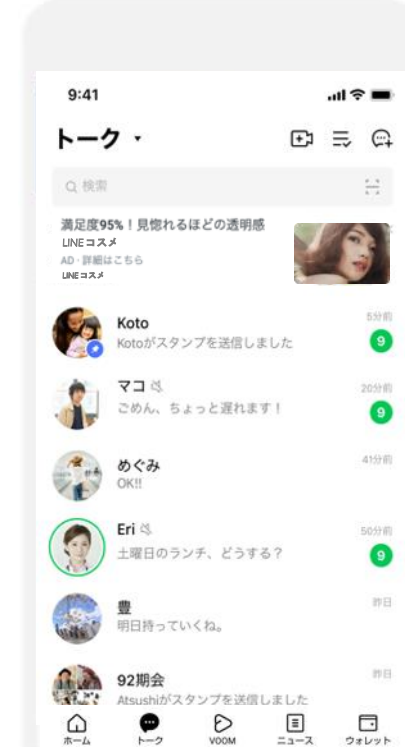 9:41
トーク
検索
満足度95%！見惚れるほどの透明感
LINEコスメ
AD・詳細はこちら
LINEコスメ
Koto
5分前
Kotoがスタンプを送信しました
9
マコ
20分前
ごめん、ちょっと遅れます！
9
めぐみ
41分前
OK!!
Eri
50分前
土曜日のランチ、どうする？
9
豊
昨日
明日持っていくね。
92期会
昨日
Atsushiがスタンプを送信しました
ホーム トーク VOOM ニュース ウォレット